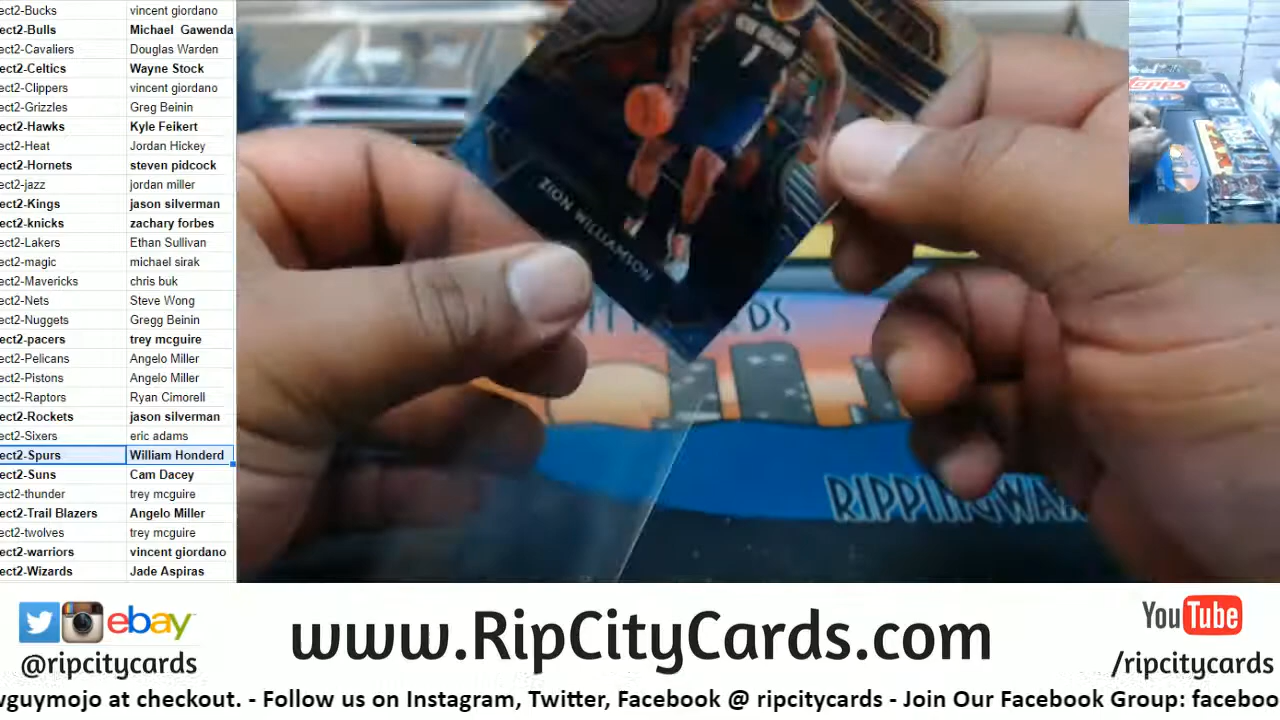 ect2-Bucks vincent giordano
ect2-Bulls Michael Gawenda
ect2-Cavaliers Douglas Warden
ect2-Celtics Wayne Stock
ect2-Clippers vincent giordano
ect2-Grizzles Greg Beinin
ect2-Hawks Kyle Feikert
ect2-Heat Jordan Hickey
ect2-Hornets steven pidcock
ect2-jazz jordan miller
ect2-Kings jason silverman
ect2-knicks zachary forbes
ect2-Lakers Ethan Sullivan
ect2-magic michael sirak
ect2-Mavericks chris buk
ect2-Nets Steve Wong
ect2-Nuggets Gregg Beinin
ect2-pacers trey mcguire
ect2-Pelicans Angelo Miller
ect2-Pistons Angelo Miller
ect2-Raptors Ryan Cimorell
ect2-Rockets jason silverman
ect2-Sixers eric adams
ect2-Spurs William Honderd
ect2-Suns Cam Dacey
ect2-thunder trey mcguire
ect2-Trail Blazers Angelo Miller
ect2-twolves trey mcguire
ect2-warriors vincent giordano
ect2-Wizards Jade Aspiras
1
ZION WILLIAMSON
RDS
RIPPINGWAX
topps
ebay
@ripcitycards
www.RipCityCards.com
YouTube
/ripcitycards
wguymojo at checkout. - Follow us on Instagram, Twitter, Facebook @ ripcitycards - Join Our Facebook Group: faceboo